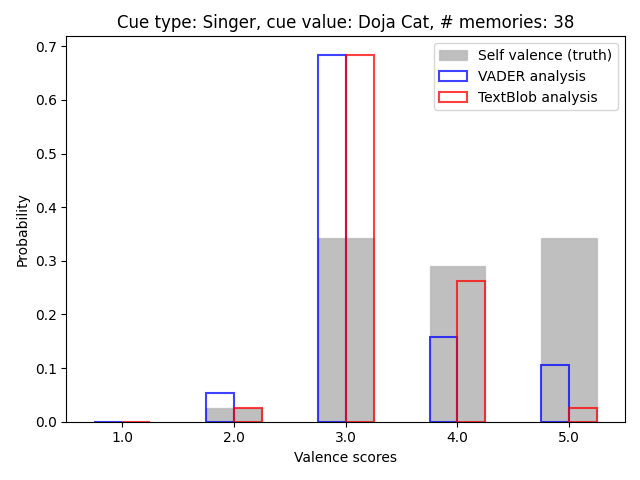 Cue type: Singer, cue value: Doja Cat, # memories: 38
Self valence (truth)
VADER analysis
TextBlob analysis
Probability
0.7
0.6
0.5
0.4
0.3
0.2
0.1
0.0
1.0 2.0 3.0 4.0 5.0
Valence scores